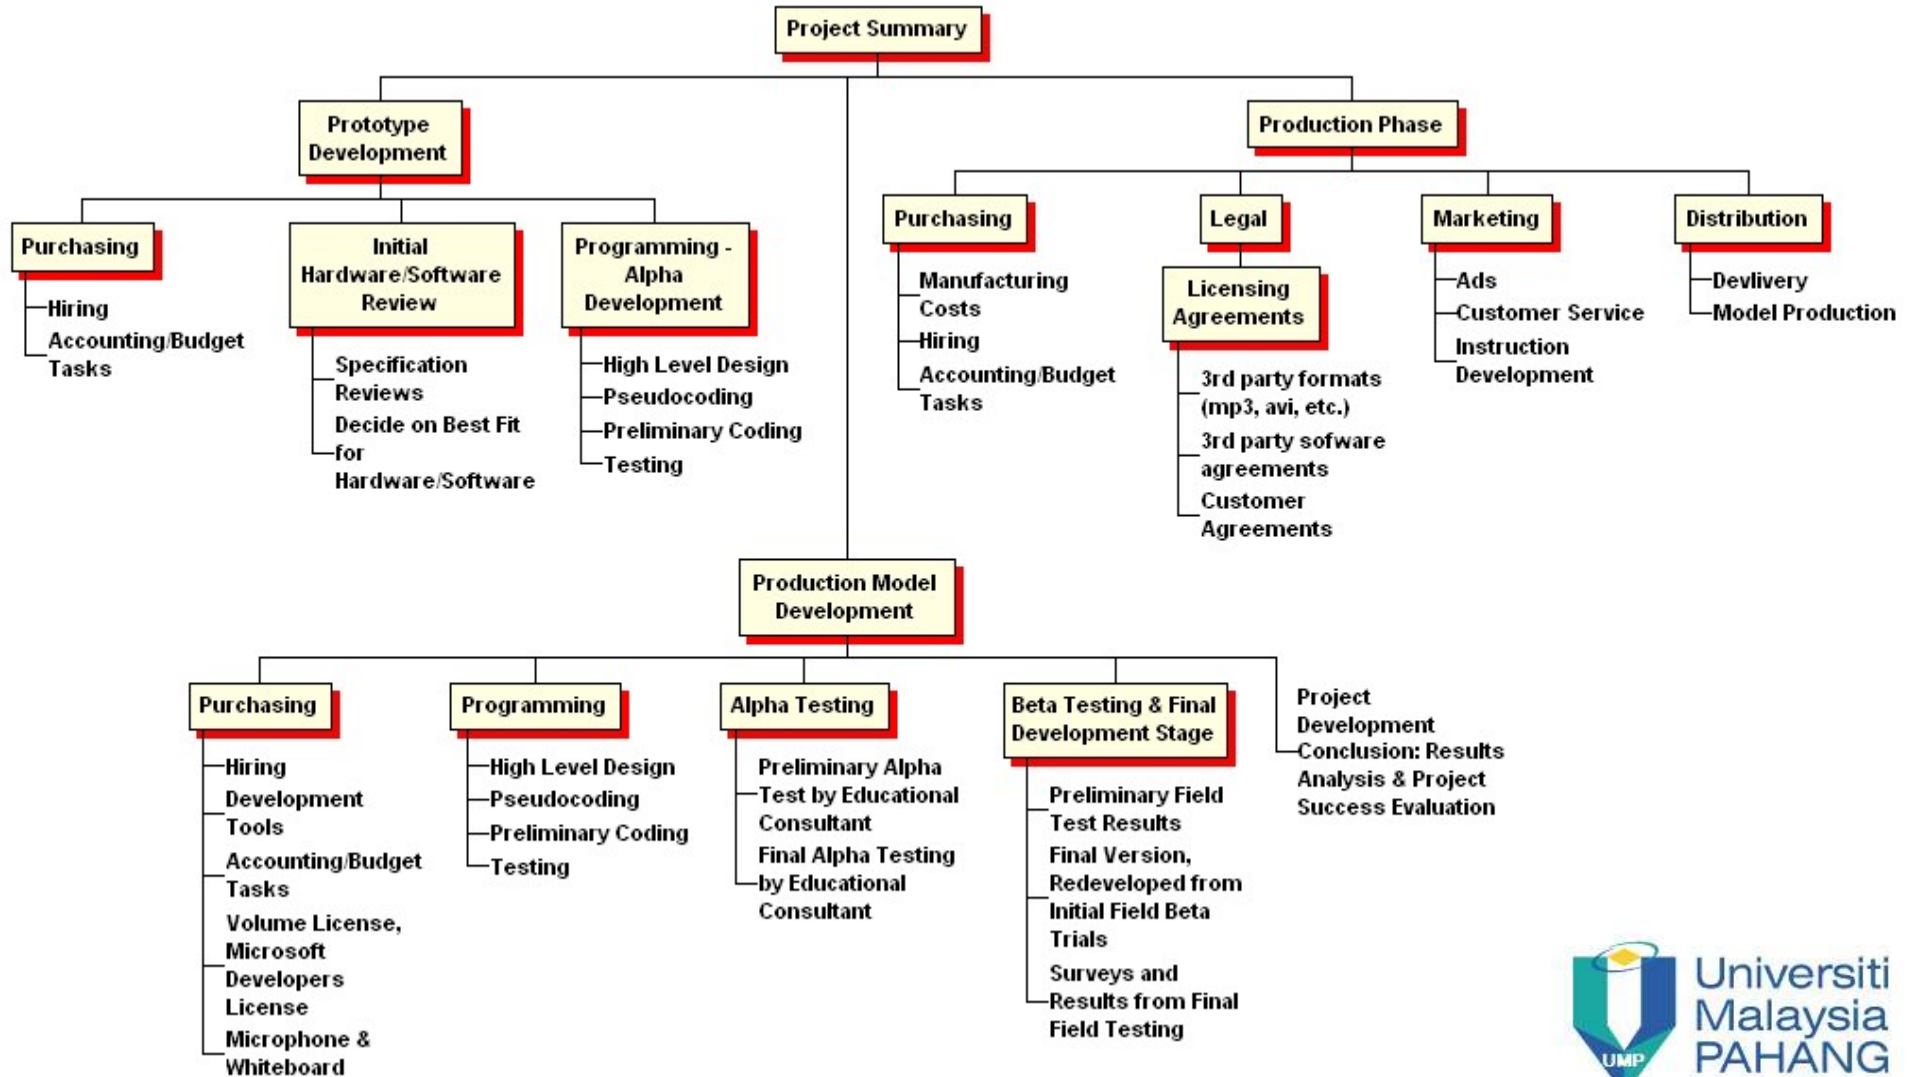 Project Summary
Prototype
Development
Production Phase
Purchasing
Hiring
Accounting/Budget
Tasks
Initial
Hardware/Software
Review
Specification
Reviews
Decide on Best Fit
for
Hardware/Software
Programming -
Alpha
Development
High Level Design
Pseudocoding
Preliminary Coding
Testing
Purchasing
Manufacturing
Costs
Hiring
Accounting/Budget
Tasks
Legal
Licensing
Agreements
3rd party formats
(mp3, avi, etc.)
3rd party sofware
agreements
Customer
Agreements
Marketing
Ads
Customer Service
Instruction
Development
Distribution
Devlivery
Model Production
Production Model
Development
Purchasing
Hiring
Development
Tools
Accounting/Budget
Tasks
Volume License,
Microsoft
Developers
License
Microphone &
Whiteboard
Programming
High Level Design
Pseudocoding
Preliminary Coding
Testing
Alpha Testing
Preliminary Alpha
Test by Educational
Consultant
Final Alpha Testing
by Educational
Consultant
Beta Testing & Final
Development Stage
Preliminary Field
Test Results
Final Version,
Redeveloped from
Initial Field Beta
Trials
Surveys and
Results from Final
Field Testing
Project
Development
Conclusion: Results
Analysis & Project
Success Evaluation
UMP
Universiti
Malaysia
PAHANG